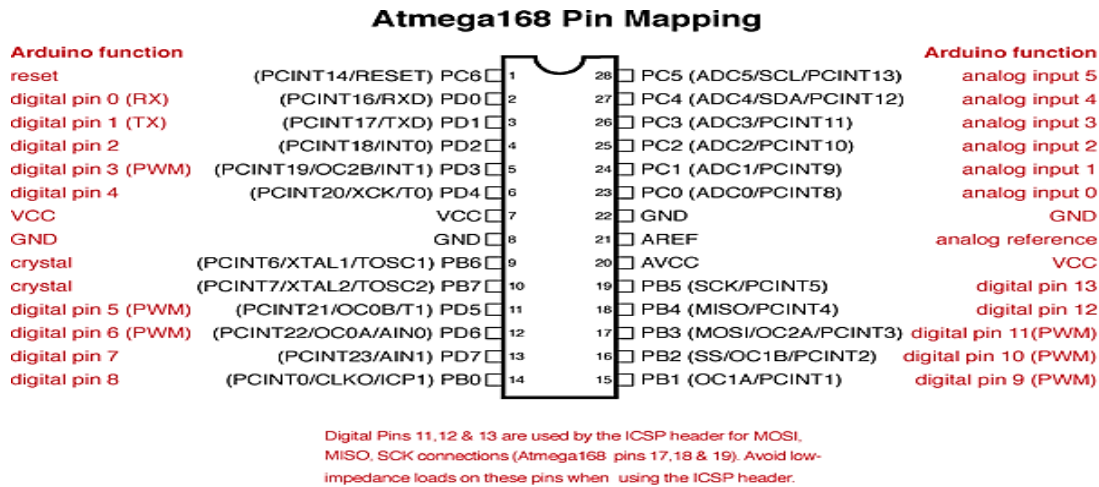 Atmega168 Pin Mapping
Arduino function Arduino function
reset (PCINT14/RESET) PC6 1 28 PC5 (ADC5/SCL/PCINT13) analog input 5
digital pin 0 (RX) (PCINT16/RXD) PD0 2 27 PC4 (ADC4/SDA/PCINT12) analog input 4
digital pin 1 (TX) (PCINT17/TXD) PD1 3 26 PC3 (ADC3/PCINT11) analog input 3
digital pin 2 (PCINT18/INT0) PD2 4 25 PC2 (ADC2/PCINT10) analog input 2
digital pin 3 (PWM) (PCINT19/OC2B/INT1) PD3 5 24 PC1 (ADC1/PCINT9) analog input 1
digital pin 4 (PCINT20/XCK/T0) PD4 6 23 PC0 (ADC0/PCINT8) analog input 0
VCC VCC 7 22 GND GND
GND GND 8 21 AREF analog reference
crystal (PCINT6/XTAL1/TOSC1) PB6 9 20 AVCC VCC
crystal (PCINT7/XTAL2/TOSC2) PB7 10 19 PB5 (SCK/PCINT5) digital pin 13
digital pin 5 (PWM) (PCINT21/OC0B/T1) PD5 11 18 PB4 (MISO/PCINT4) digital pin 12
digital pin 6 (PWM) (PCINT22/OC0A/AIN0) PD6 12 17 PB3 (MOSI/OC2A/PCINT3) digital pin 11(PWM)
digital pin 7 (PCINT23/AIN1) PD7 13 16 PB2 (SS/OC1B/PCINT2) digital pin 10 (PWM)
digital pin 8 (PCINT0/CLKO/ICP1) PB0 14 15 PB1 (OC1A/PCINT1) digital pin 9 (PWM)
Digital Pins 11,12 & 13 are used by the ICSP header for MOSI,
MISO, SCK connections (Atmega168 pins 17,18 & 19). Avoid low-
impedance loads on these pins when using the ICSP header.